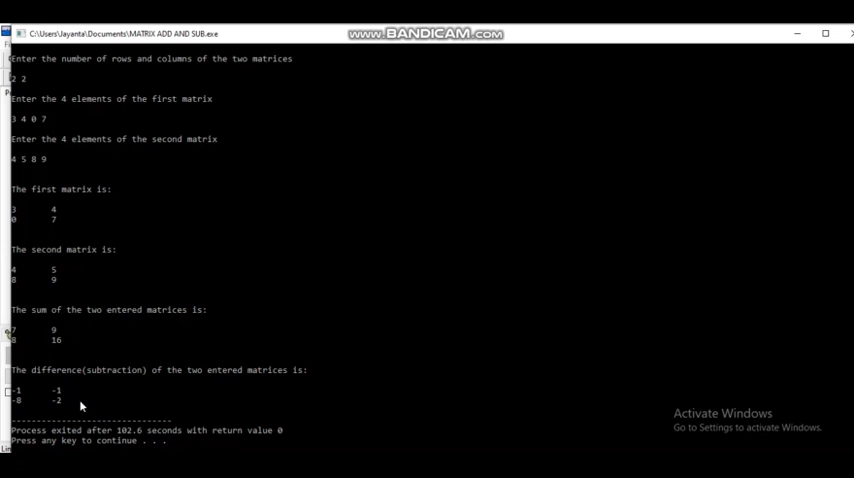 C:\Users\Jayanta\Documents\MATRIX ADD AND SUB.exe
www.BANDICAM.com
Enter the number of rows and columns of the two matrices
2 2
Enter the 4 elements of the first matrix
3 4 0 7
Enter the 4 elements of the second matrix
4 5 8 9
The first matrix is:
3 4
0 7
The second matrix is:
4 5
8 9
The sum of the two entered matrices is:
7 9
8 16
The difference(subtraction) of the two entered matrices is:
-1 -1
-8 -2
--------------------------------
Process exited after 102.6 seconds with return value 0
Press any key to continue . . .
Activate Windows
Go to Settings to activate Windows.